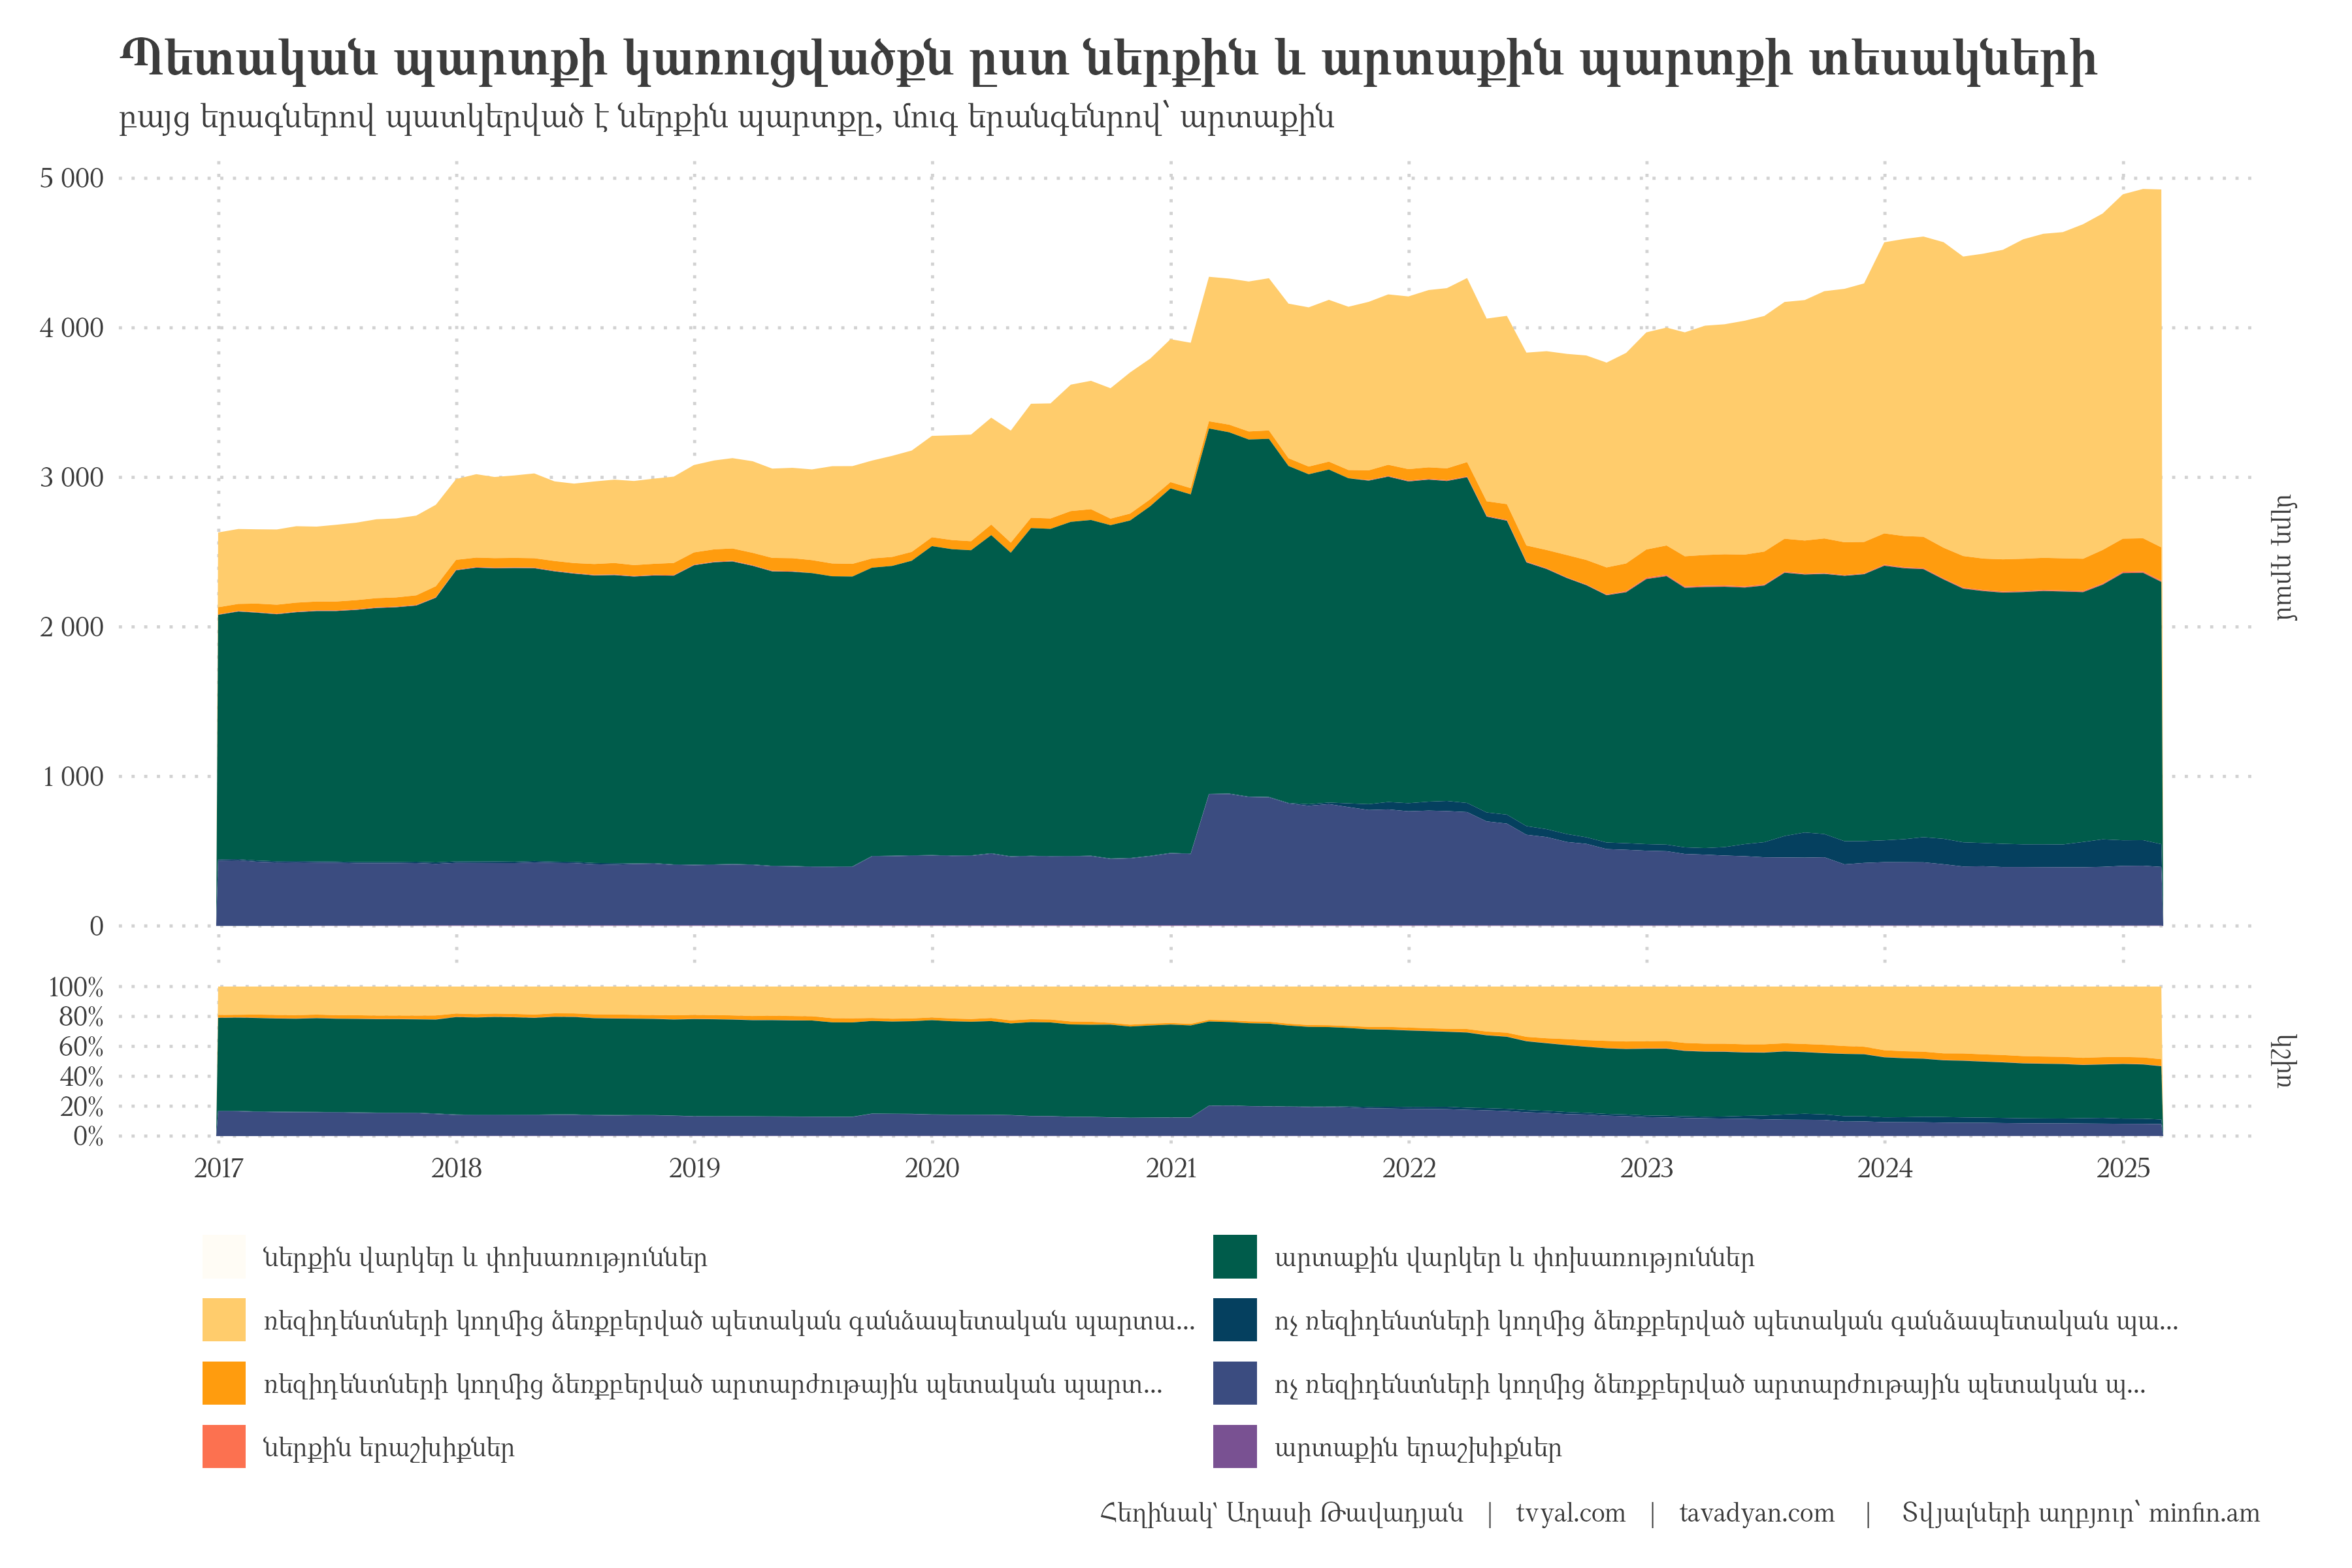 Պետական պարտքի կառուցվածքն ըստ ներքին և արտաքին պարտքի տեսակների
բայց երագներով պատկերված է ներքին պարտքը, մուգ երանգենրով՝ արտաքին
5 000
4 000
3 000
2 000
1 000
0
մլրդ դրամ
100%
80%
60%
40%
20%
0%
կշիռ
2017 2018 2019 2020 2021 2022 2023 2024 2025
ներքին վարկեր և փոխառություններ
ռեզիդենտների կողմից ձեռքբերված պետական գանձապետական պարտա...
ռեզիդենտների կողմից ձեռքբերված արտարժութային պետական պարտ...
ներքին երաշխիքներ
արտաքին վարկեր և փոխառություններ
ոչ ռեզիդենտների կողմից ձեռքբերված պետական գանձապետական պա...
ոչ ռեզիդենտների կողմից ձեռքբերված արտարժութային պետական պ...
արտաքին երաշխիքներ
Հեղինակ՝ Աղասի Թավադյան | tvyal.com | tavadyan.com | Տվյալների աղբյուր՝ minfin.am